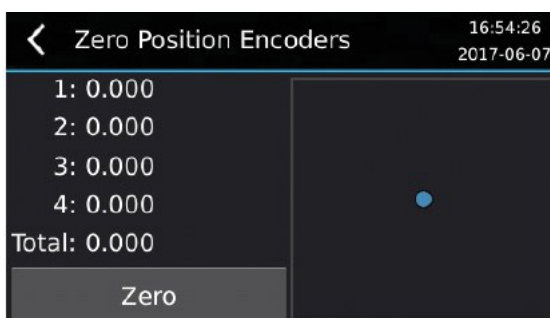 Zero Position Encoders
16:54:26
2017-06-07
1: 0.000
2: 0.000
3: 0.000
4: 0.000
Total: 0.000
Zero